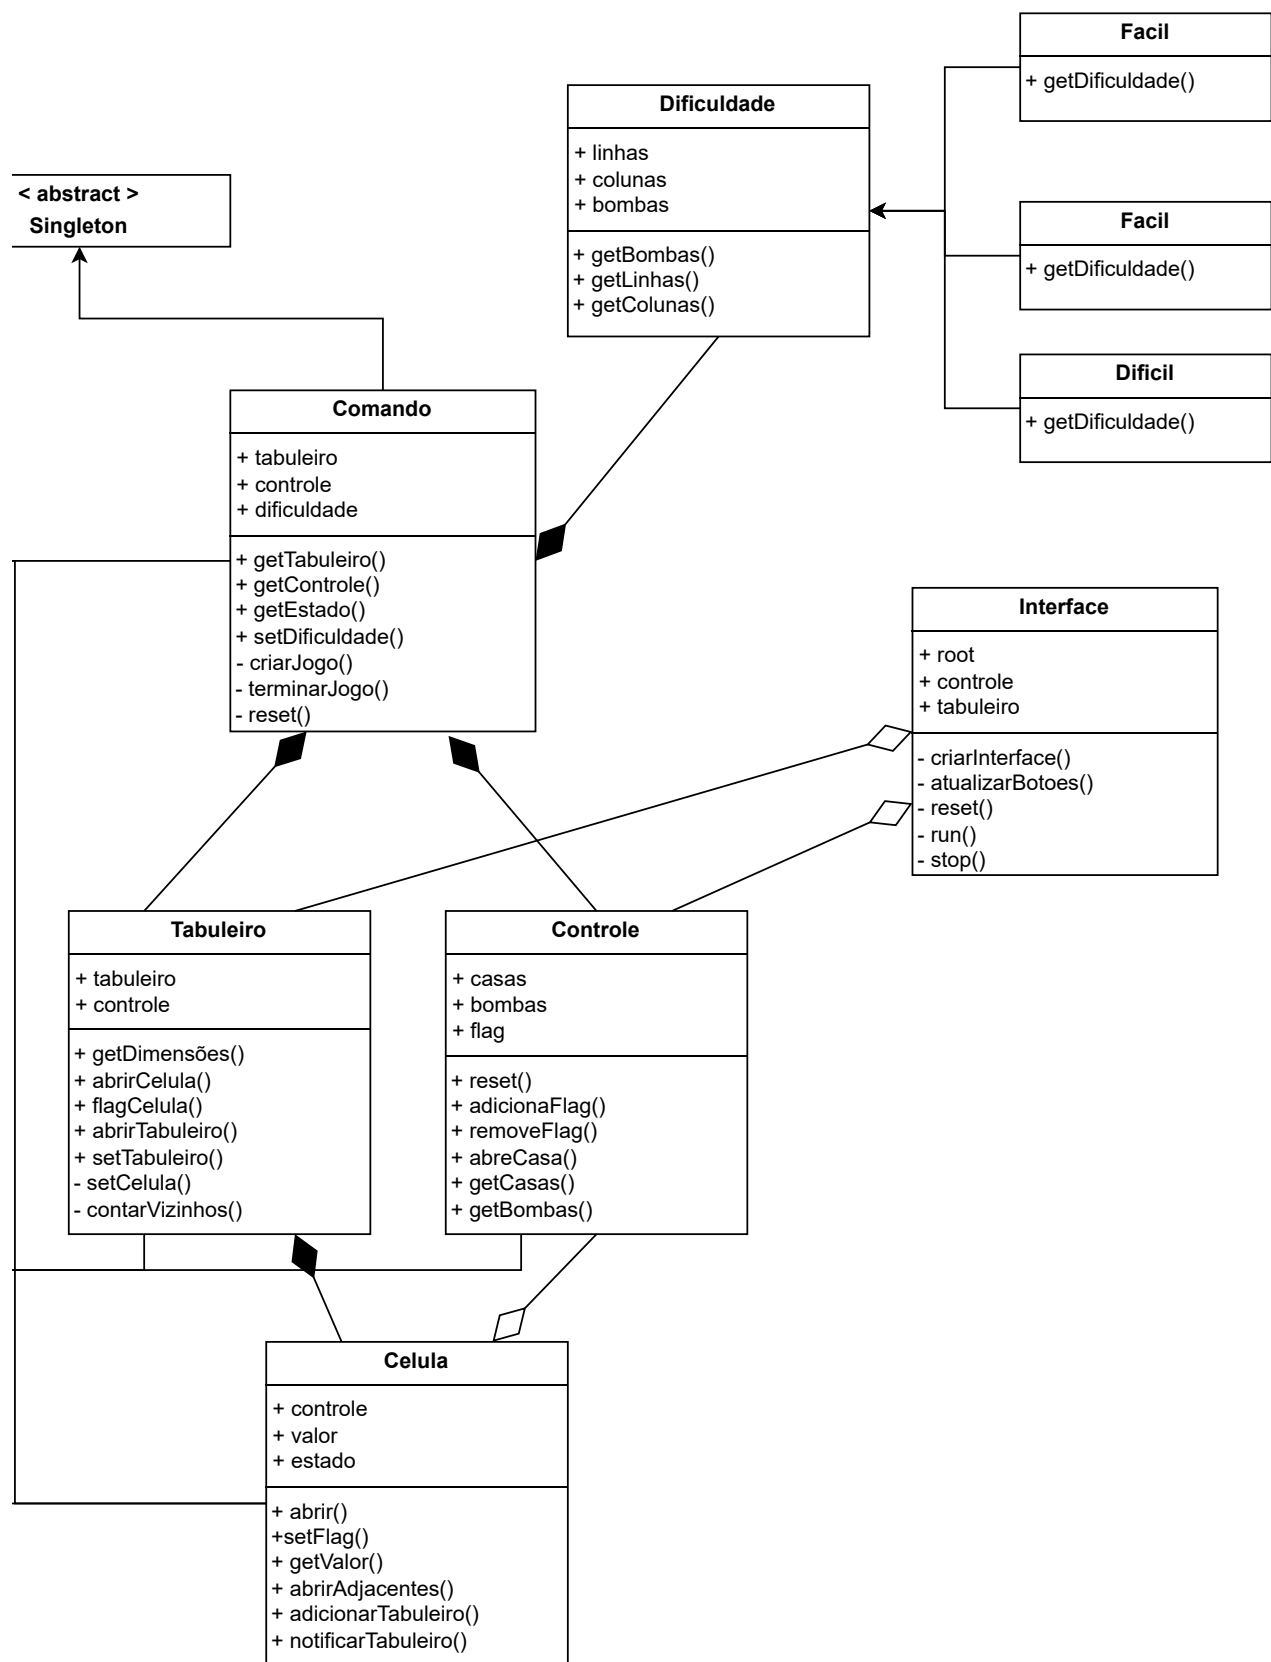 Facil
+ getDificuldade()
Dificuldade
+ linhas
+ colunas
+ bombas
+ getBombas()
+ getLinhas()
+ getColunas()
< abstract >
Singleton
Facil
+ getDificuldade()
Dificil
+ getDificuldade()
Comando
+ tabuleiro
+ controle
+ dificuldade
+ getTabuleiro()
+ getControle()
+ getEstado()
+ setDificuldade()
- criarJogo()
- terminarJogo()
- reset()
Interface
+ root
+ controle
+ tabuleiro
- criarInterface()
- atualizarBotoes()
- reset()
- run()
- stop()
Tabuleiro
+ tabuleiro
+ controle
+ getDimensões()
+ abrirCelula()
+ flagCelula()
+ abrirTabuleiro()
+ setTabuleiro()
- setCelula()
- contarVizinhos()
Controle
+ casas
+ bombas
+ flag
+ reset()
+ adicionaFlag()
+ removeFlag()
+ abreCasa()
+ getCasas()
+ getBombas()
Celula
+ controle
+ valor
+ estado
+ abrir()
+setFlag()
+ getValor()
+ abrirAdjacentes()
+ adicionarTabuleiro()
+ notificarTabuleiro()